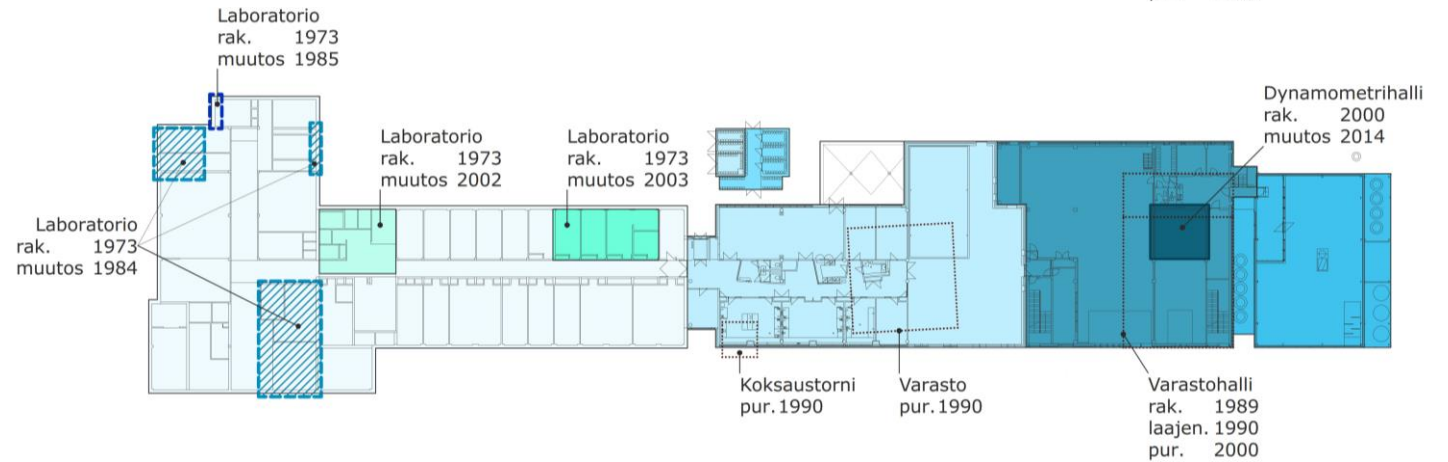 Laboratorio
rak. 1973
muutos 1985
Dynamometrihalli
rak. 2000
muutos 2014
Laboratorio
rak. 1973
muutos 2002
Laboratorio
rak. 1973
muutos 2003
Laboratorio
rak. 1973
muutos 1984
Koksaustorni
pur. 1990
Varasto
pur. 1990
Varastohalli
rak. 1989
laajen. 1990
pur. 2000